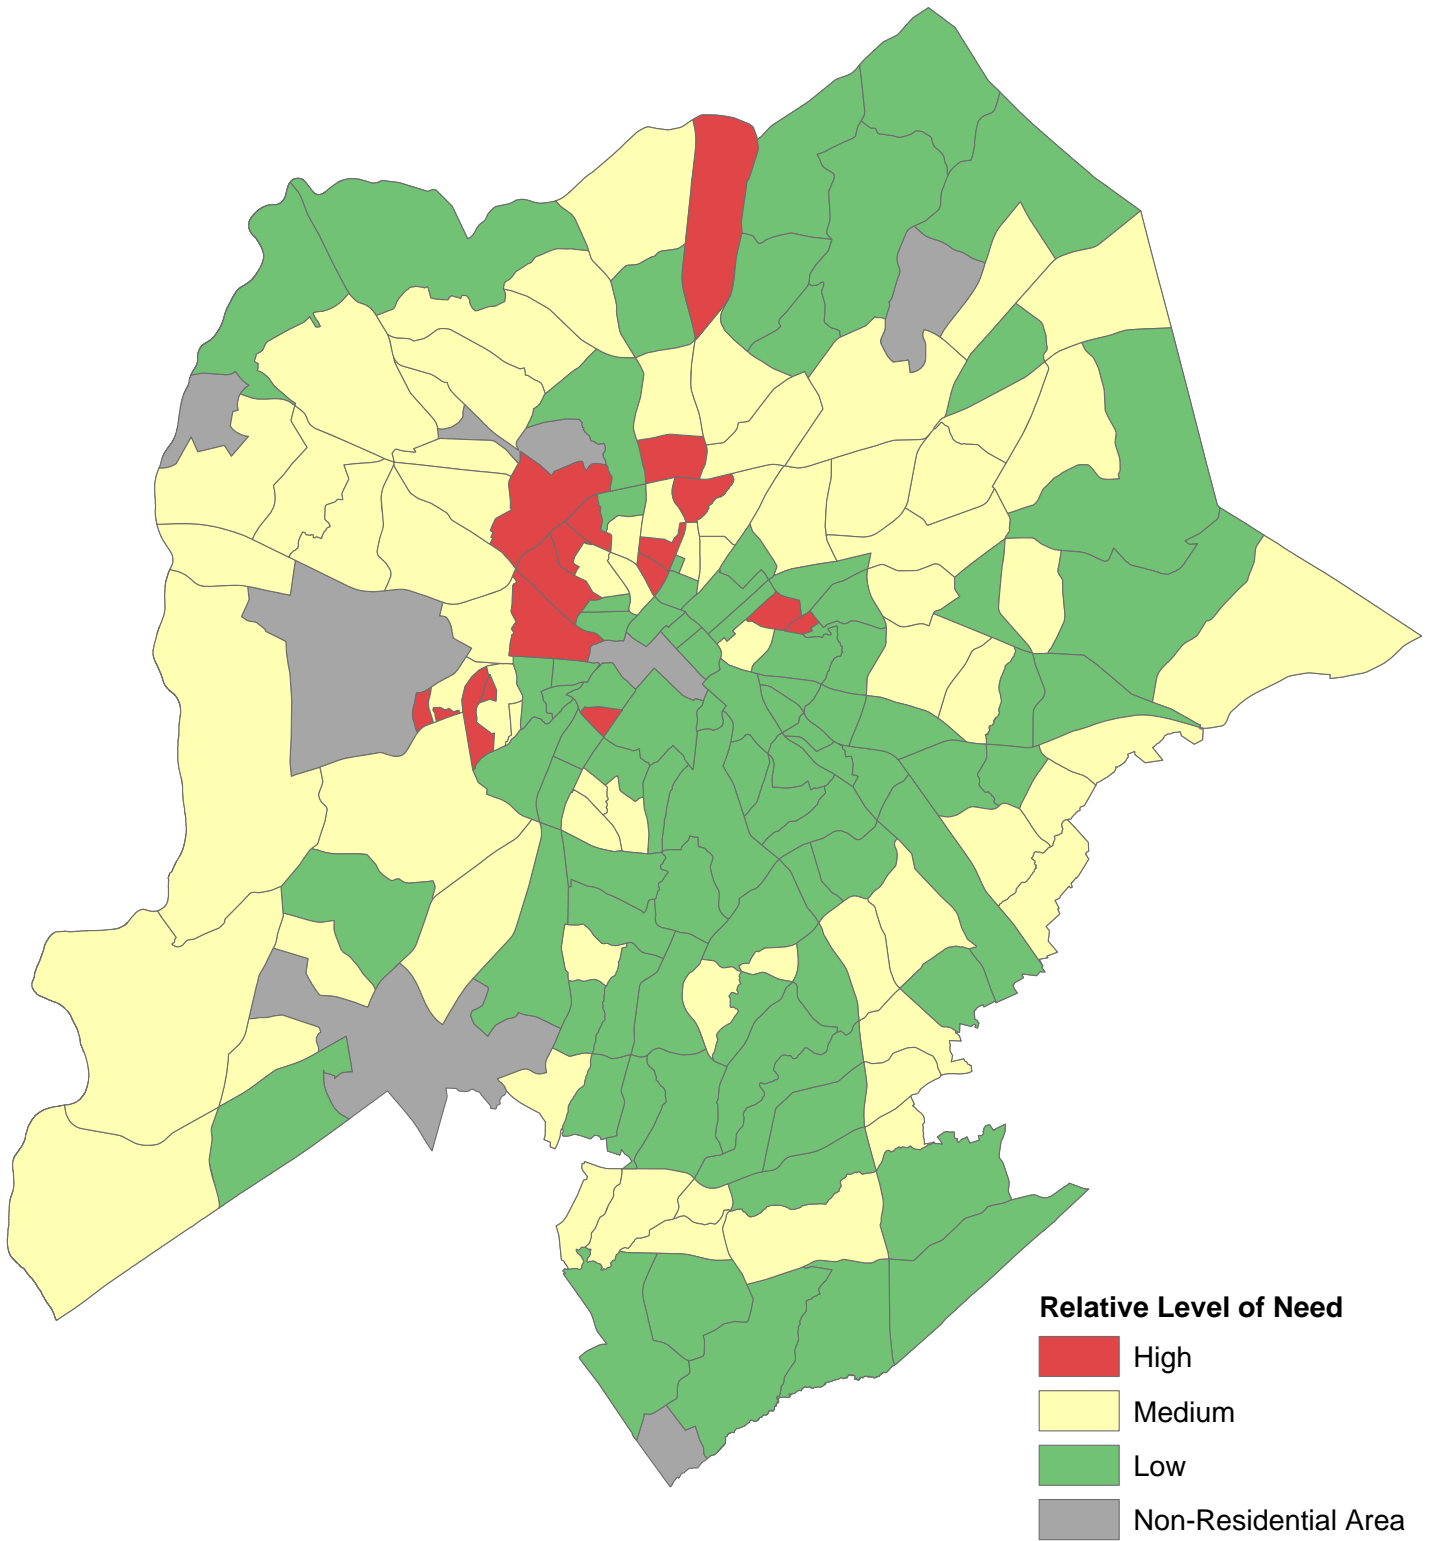 Relative Level of Need
High
Medium
Low
Non-Residential Area